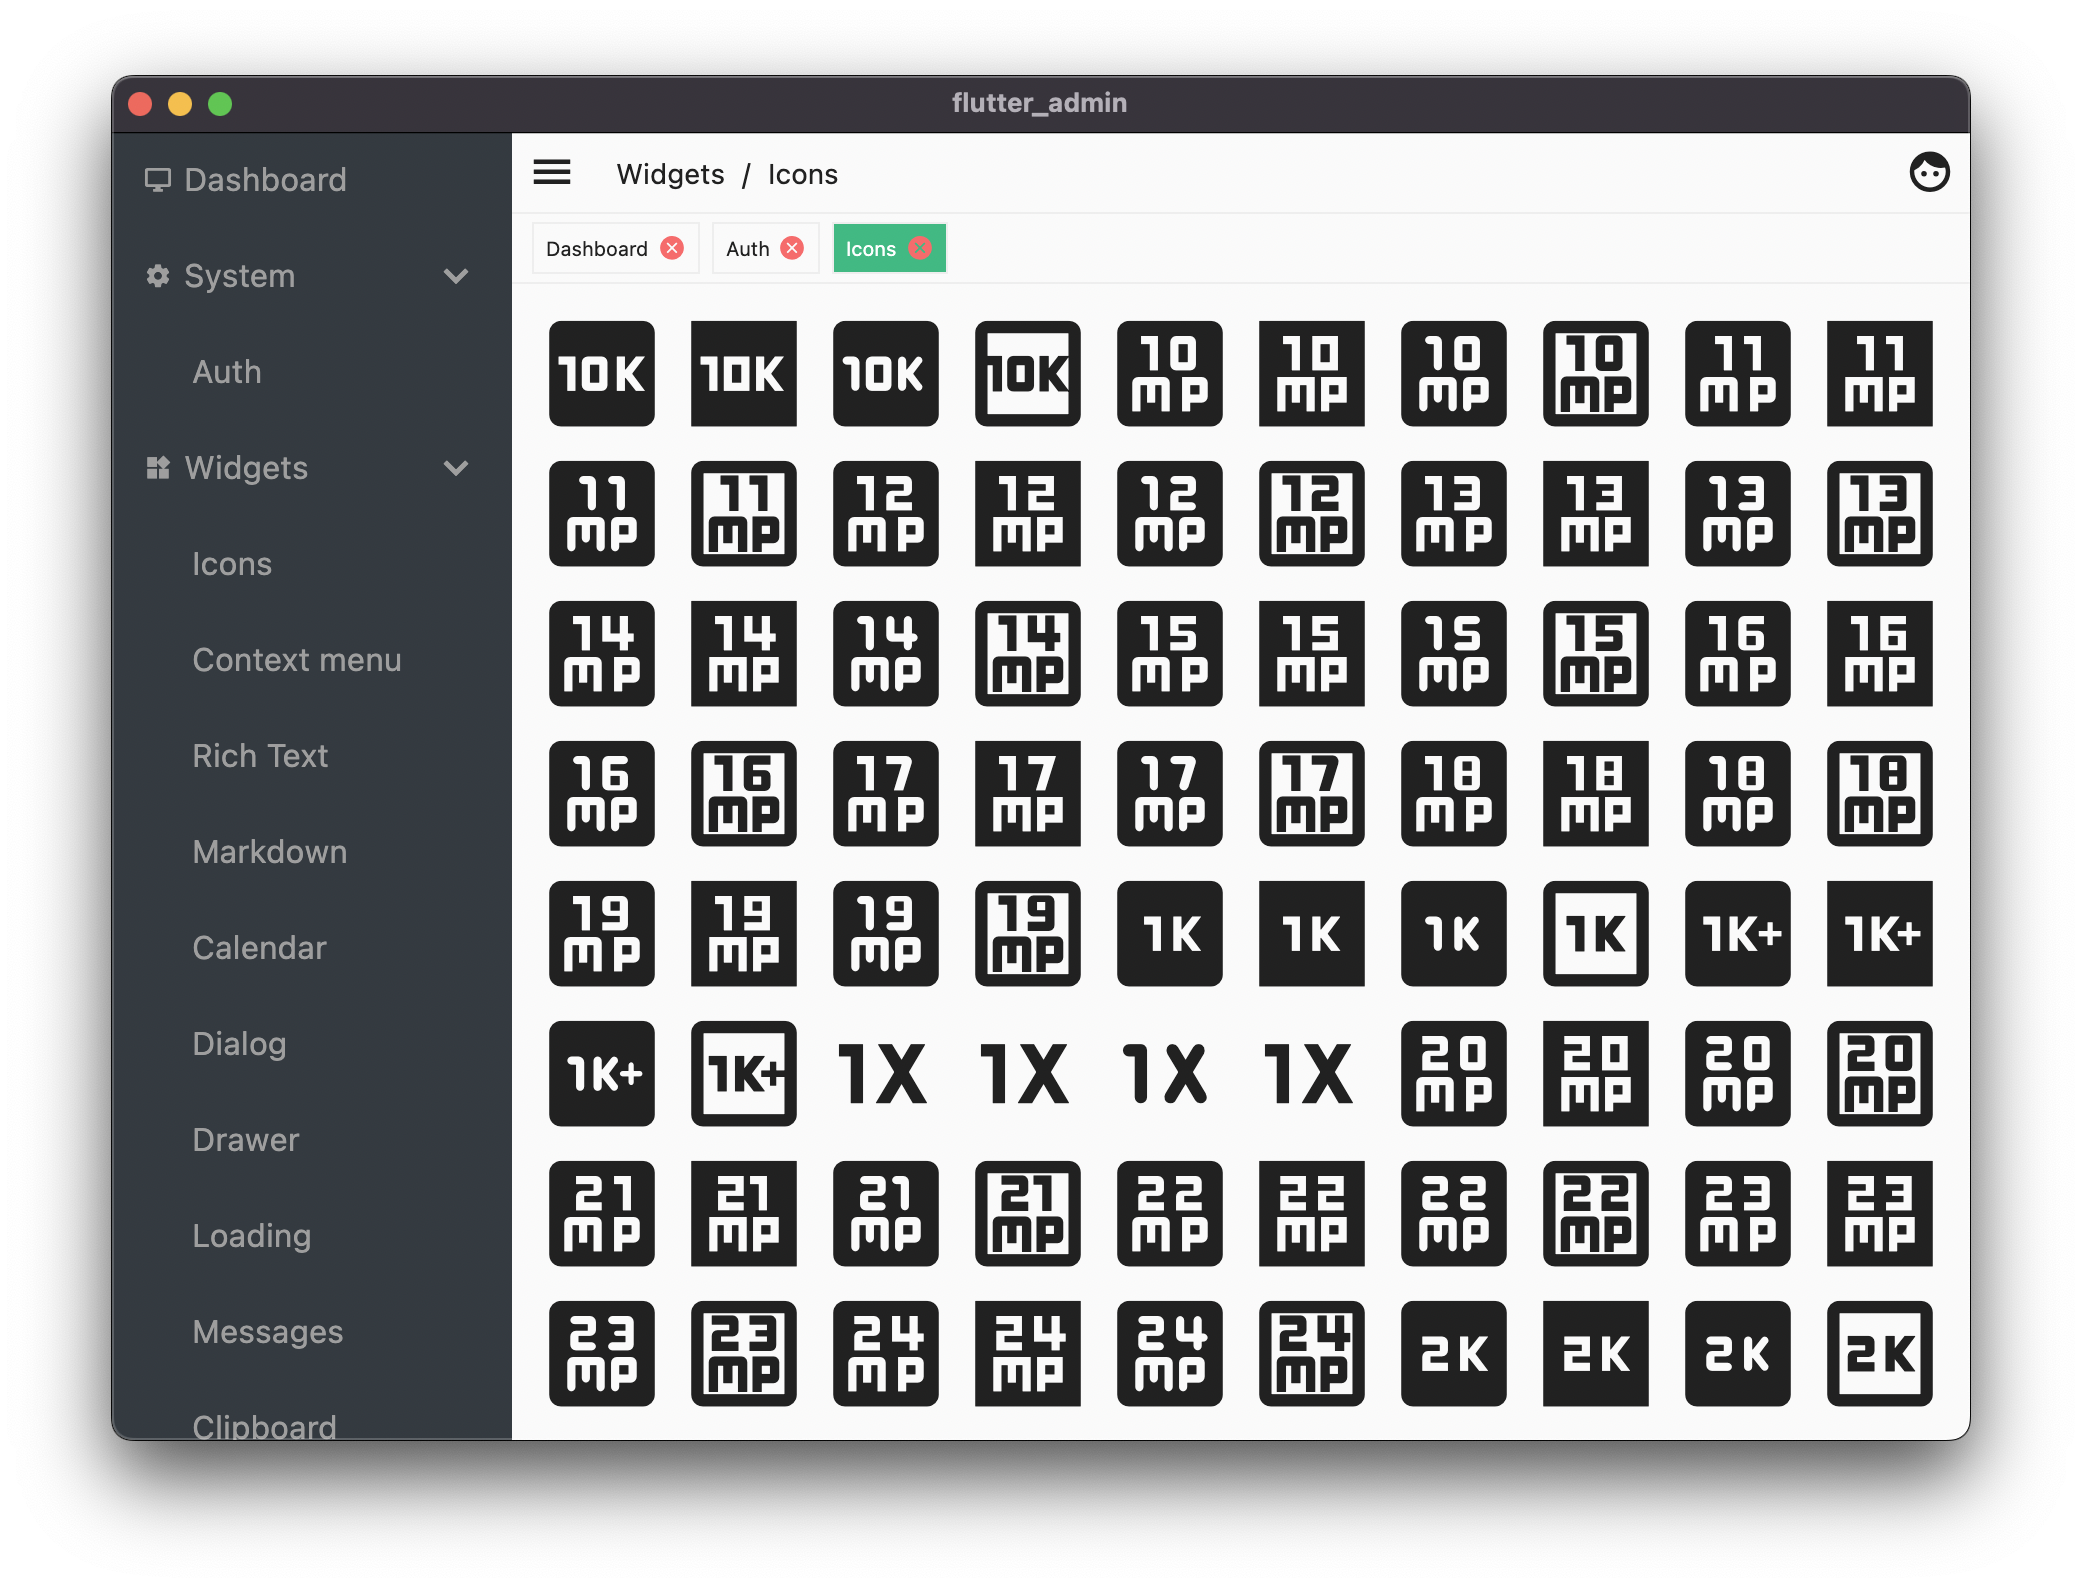 flutter_admin
Dashboard
System
Auth
Widgets
Icons
Context menu
Rich Text
Markdown
Calendar
Dialog
Drawer
Loading
Messages
Clipboard
Widgets / Icons
Dashboard Auth Icons
10K 10K 10K 10K 10 MP 10 MP 10 MP 10 MP 11 MP 11 MP
11 MP 11 MP 12 MP 12 MP 12 MP 12 MP 13 MP 13 MP 13 MP 13 MP
14 MP 14 MP 14 MP 14 MP 15 MP 15 MP 15 MP 15 MP 16 MP 16 MP
16 MP 16 MP 17 MP 17 MP 17 MP 17 MP 18 MP 18 MP 18 MP 18 MP
19 MP 19 MP 19 MP 19 MP 1K 1K 1K 1K 1K+ 1K+
1K+ 1K+ 1X 1X 1X 1X 20 MP 20 MP 20 MP 20 MP
21 MP 21 MP 21 MP 21 MP 22 MP 22 MP 22 MP 22 MP 23 MP 23 MP
23 MP 23 MP 24 MP 24 MP 24 MP 24 MP 2K 2K 2K 2K